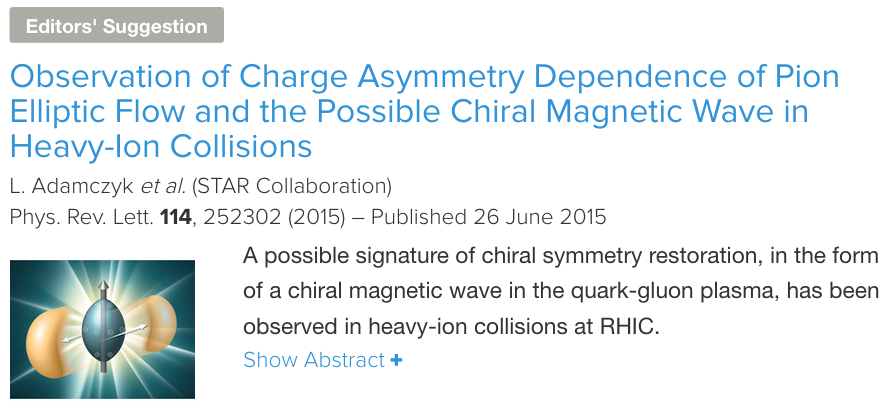 Editors' Suggestion
Observation of Charge Asymmetry Dependence of Pion
Elliptic Flow and the Possible Chiral Magnetic Wave in
Heavy-Ion Collisions
L. Adamczyk et al. (STAR Collaboration)
Phys. Rev. Lett. 114, 252302 (2015) – Published 26 June 2015
A possible signature of chiral symmetry restoration, in the form
of a chiral magnetic wave in the quark-gluon plasma, has been
observed in heavy-ion collisions at RHIC.
Show Abstract +